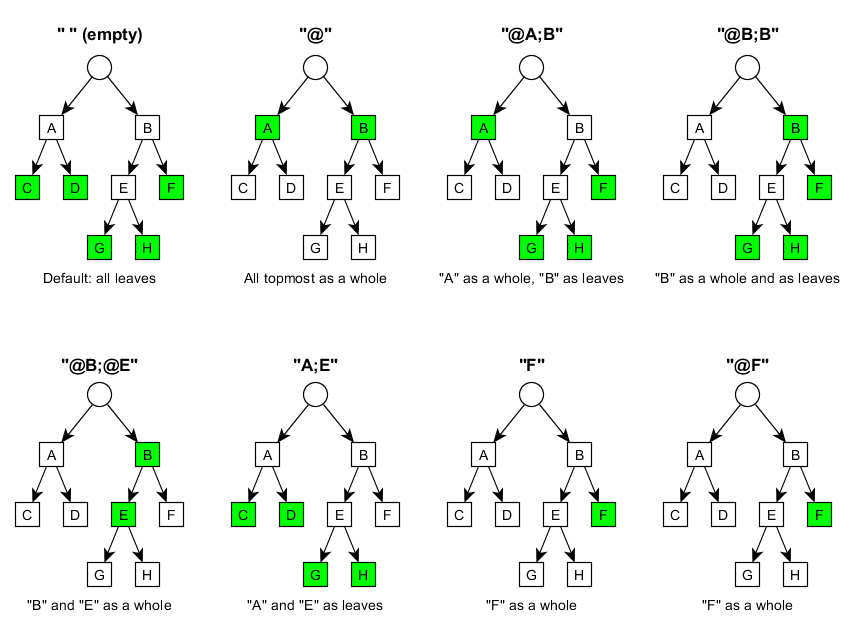 " " (empty)
"@"
"@A;B"
"@B;B"
A B
A B
A B
A B
C D E F
C D E F
C D E F
C D E F
G H
G H
G H
G H
Default: all leaves
All topmost as a whole
"A" as a whole, "B" as leaves
"B" as a whole and as leaves
"@B;@E"
"A;E"
"F"
"@F"
A B
A B
A B
A B
C D E F
C D E F
C D E F
C D E F
G H
G H
G H
G H
"B" and "E" as a whole
"A" and "E" as leaves
"F" as a whole
"F" as a whole